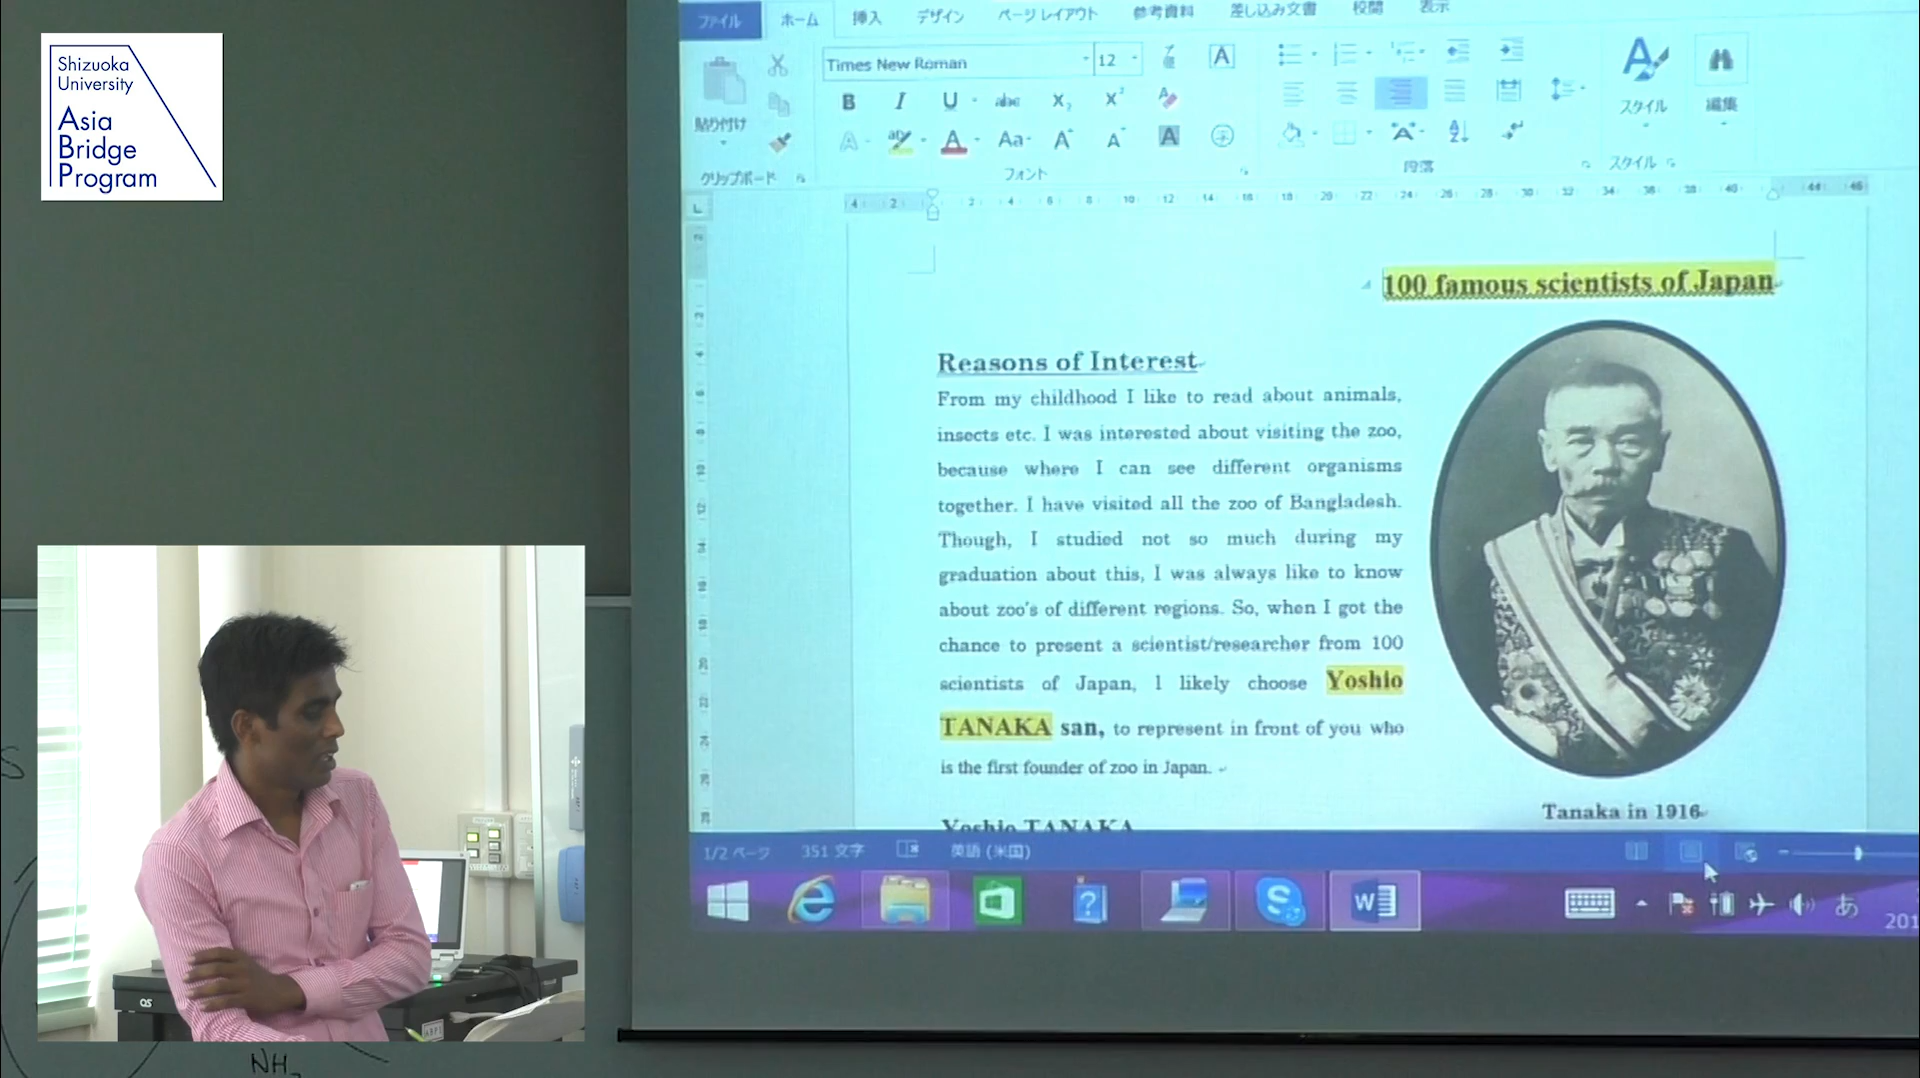 Shizuoka
University
Asia
Bridge
Program
ファイル ホーム 挿入 デザイン ページ レイアウト 参考資料 差し込み文書 校閲 表示
Times New Roman 12
貼り付け スタイル 編集
クリップボード フォント 段落 スタイル
100 famous scientists of Japan
Reasons of Interest
From my childhood I like to read about animals,
insects etc. I was interested about visiting the zoo,
because where I can see different organisms
together. I have visited all the zoo of Bangladesh.
Though, I studied not so much during my
graduation about this, I was always like to know
about zoo's of different regions. So, when I got the
chance to present a scientist/researcher from 100
scientists of Japan, I likely choose Yoshio
TANAKA san, to represent in front of you who
is the first founder of zoo in Japan.
Tanaka in 1916
Yoshio TANAKA
1/2 ページ 351 文字 英語 (米国)
あ
201
NH